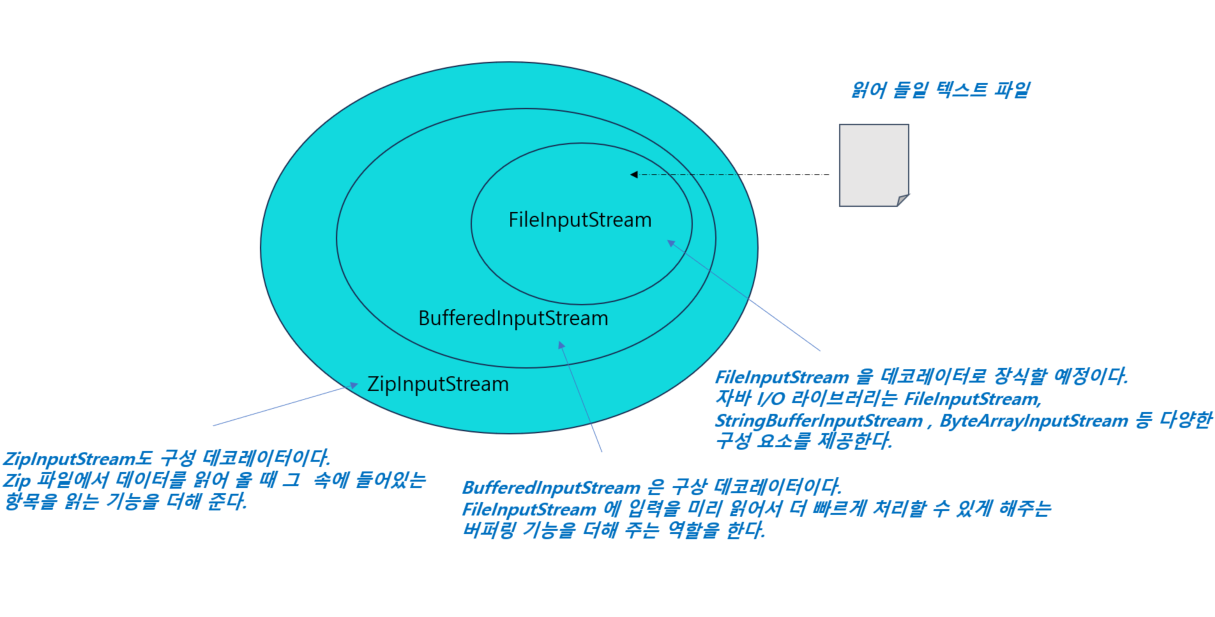 읽어 들일 텍스트 파일
FileInputStream
BufferedInputStream
ZipInputStream
FileInputStream 을 데코레이터로 장식할 예정이다.
자바 I/O 라이브러리는 FileInputStream,
StringBufferInputStream , ByteArrayInputStream 등 다양한
구성 요소를 제공한다.
ZipInputStream도 구성 데코레이터이다.
Zip 파일에서 데이터를 읽어 올 때 그 속에 들어있는
항목을 읽는 기능을 더해 준다.
BufferedInputStream 은 구상 데코레이터이다.
FileInputStream 에 입력을 미리 읽어서 더 빠르게 처리할 수 있게 해주는
버퍼링 기능을 더해 주는 역할을 한다.